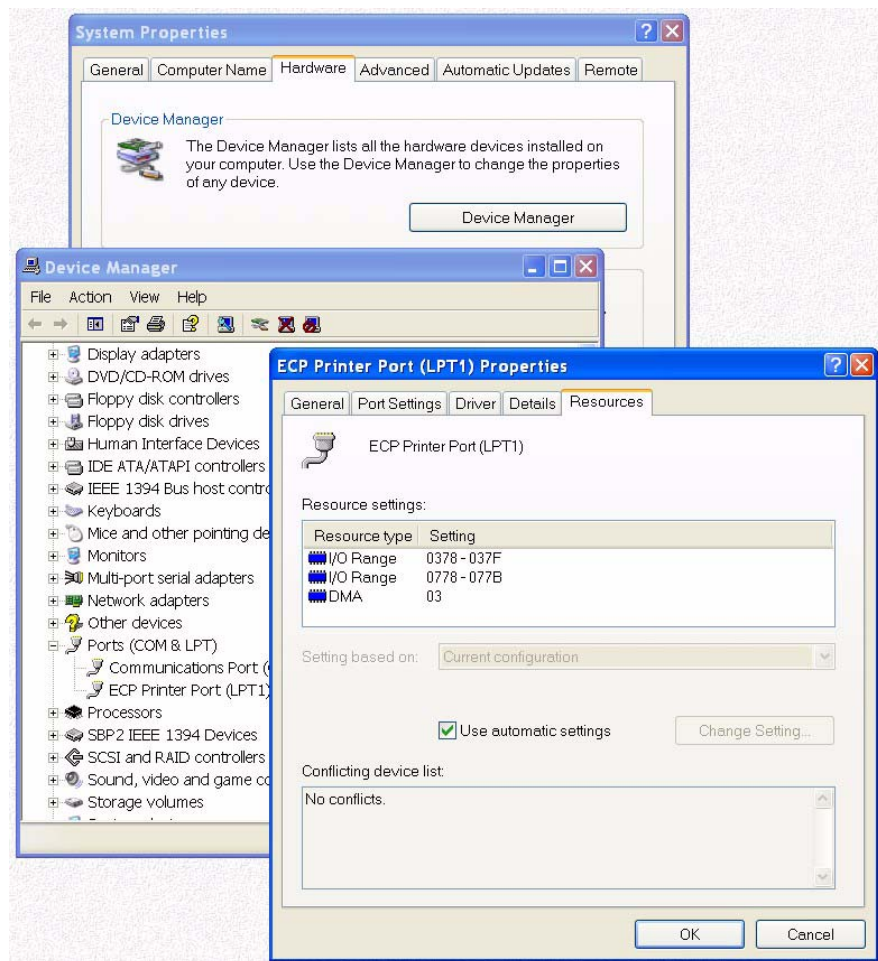 System Properties
General Computer Name Hardware Advanced Automatic Updates Remote
Device Manager
The Device Manager lists all the hardware devices installed on
your computer. Use the Device Manager to change the properties
of any device.
Device Manager
Device Manager
File Action View Help
Display adapters
DVD/CD-ROM drives
Floppy disk controllers
Floppy disk drives
Human Interface Devices
IDE ATA/ATAPI controllers
IEEE 1394 Bus host contro
Keyboards
Mice and other pointing de
Monitors
Multi-port serial adapters
Network adapters
Other devices
Ports (COM & LPT)
Communications Port (
ECP Printer Port (LPT1)
Processors
SBP2 IEEE 1394 Devices
SCSI and RAID controllers
Sound, video and game co
Storage volumes
ECP Printer Port (LPT1) Properties
General Port Settings Driver Details Resources
ECP Printer Port (LPT1)
Resource settings:
Resource type Setting
I/O Range 0378 - 037F
I/O Range 0778 - 077B
DMA 03
Setting based on: Current configuration
Use automatic settings Change Setting...
Conflicting device list:
No conflicts.
OK Cancel